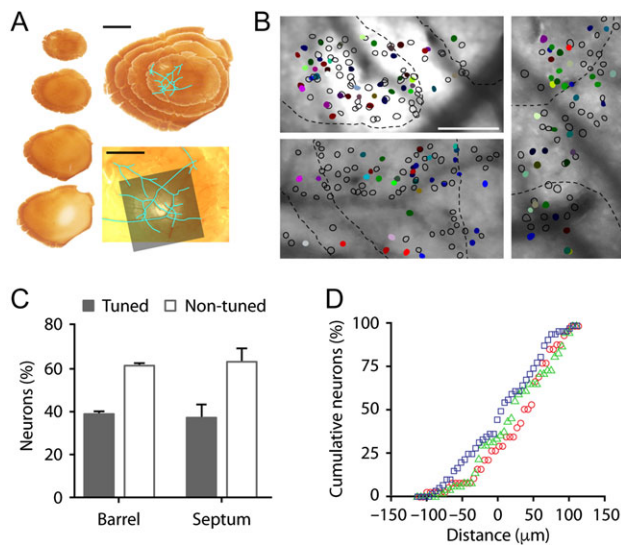 A
B
C
Tuned
Non-tuned
80
60
40
20
0
Neurons (%)
Barrel
Septum
D
100
75
50
25
0
Cumulative neurons (%)
−150
−100
−50
0
50
100
150
Distance (μm)